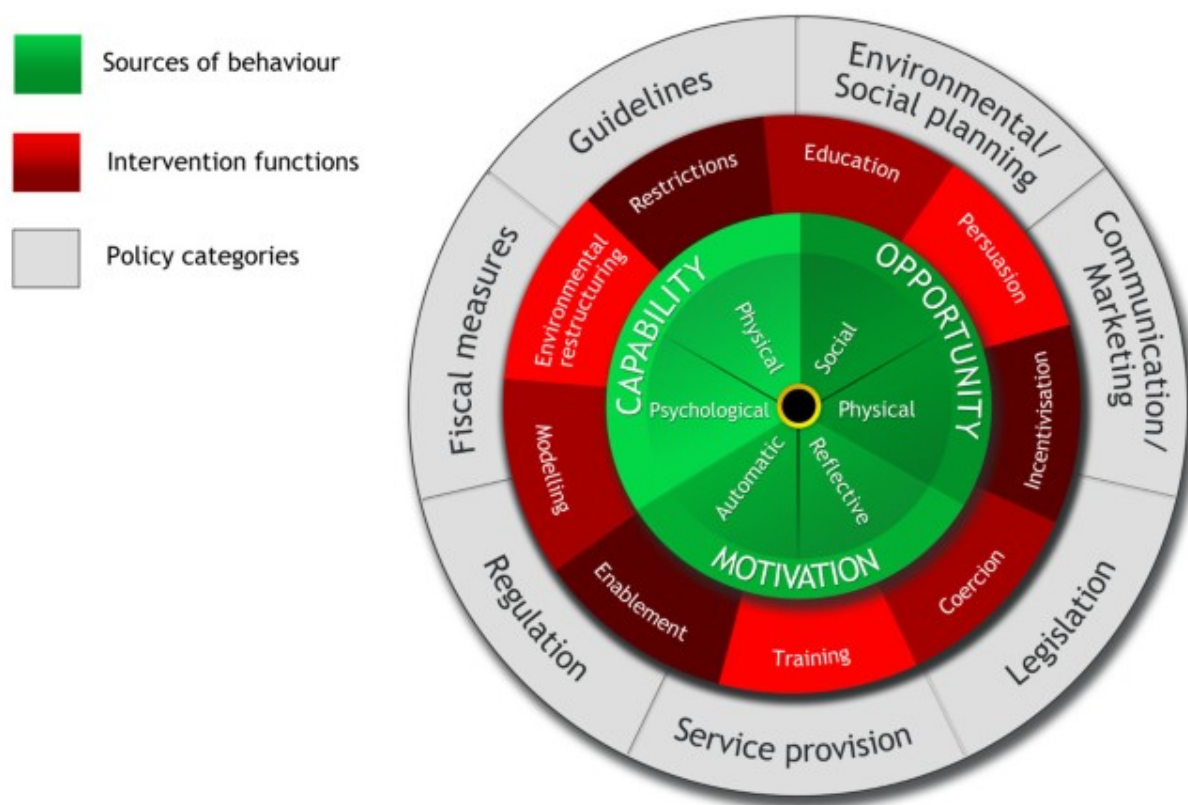 Sources of behaviour
Intervention functions
Policy categories
Guidelines
Environmental/
Social planning
Communication/
Marketing
Legislation
Service provision
Regulation
Fiscal measures
Restrictions
Education
Persuasion
Incentivisation
Coercion
Training
Enablement
Modelling
Environmental
restructuring
CAPABILITY
OPPORTUNITY
MOTIVATION
Physical
Social
Psychological
Physical
Automatic
Reflective